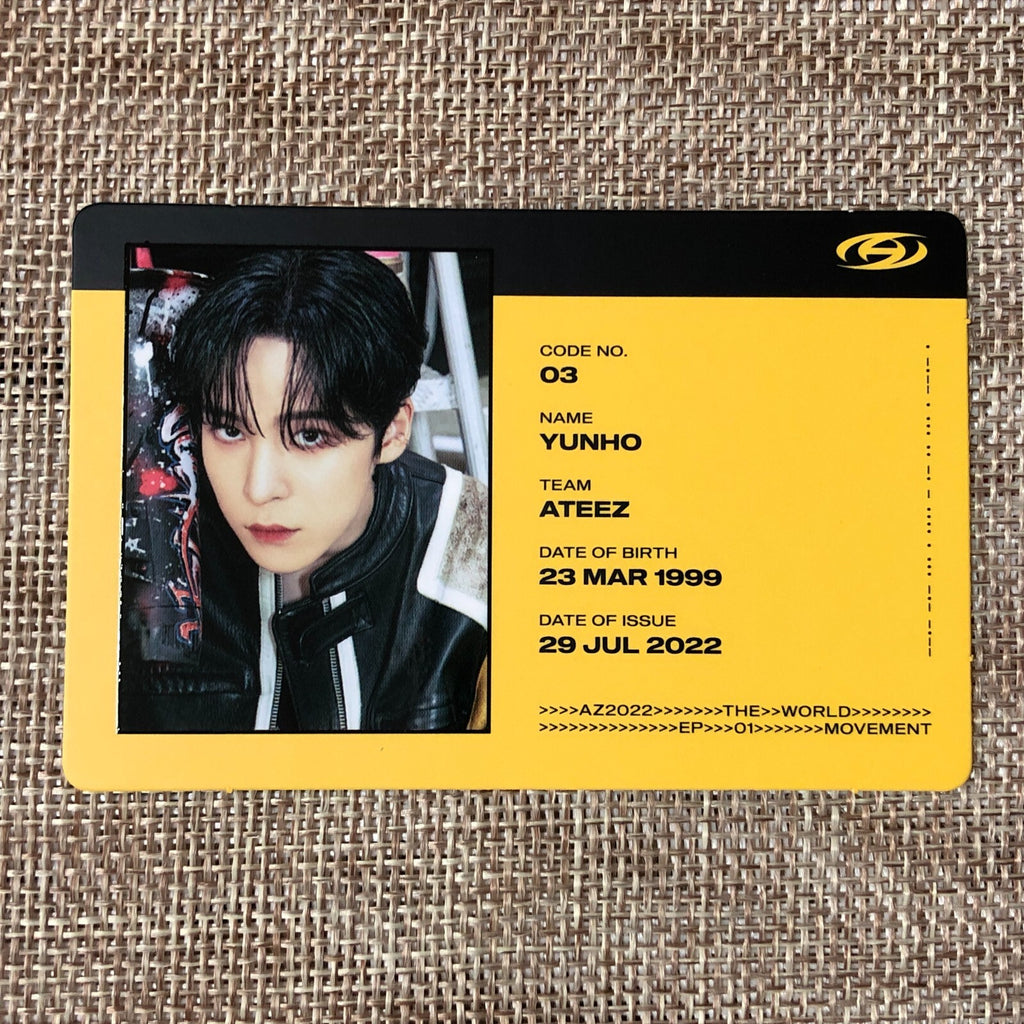 CODE NO.
03
NAME
YUNHO
TEAM
ATEEZ
DATE OF BIRTH
23 MAR 1999
DATE OF ISSUE
29 JUL 2022
>>>>AZ2022>>>>>>>THE>>WORLD>>>>>>>>
>>>>>>>>>>>>>>EP>>>01>>>>>>>MOVEMENT